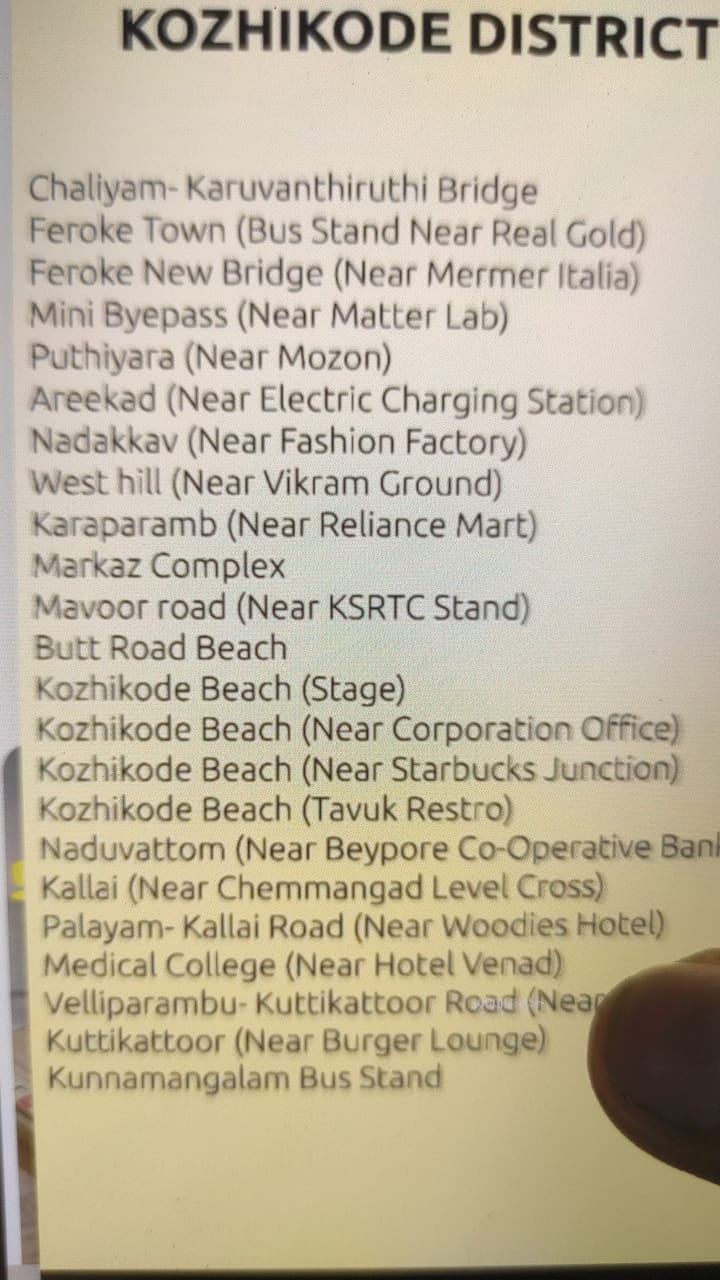 KOZHIKODE DISTRICT
Chaliyam- Karuvanthiruthi Bridge
Feroke Town (Bus Stand Near Real Gold)
Feroke New Bridge (Near Mermer Italia)
Mini Byepass (Near Matter Lab)
Puthiyara (Near Mozon)
Areekad (Near Electric Charging Station)
Nadakkav (Near Fashion Factory)
West hill (Near Vikram Ground)
Karaparamb (Near Reliance Mart)
Markaz Complex
Mavoor road (Near KSRTC Stand)
Butt Road Beach
Kozhikode Beach (Stage)
Kozhikode Beach (Near Corporation Office)
Kozhikode Beach (Near Starbucks Junction)
Kozhikode Beach (Tavuk Restro)
Naduvattom (Near Beypore Co-Operative Bank
Kallai (Near Chemmangad Level Cross)
Palayam- Kallai Road (Near Woodies Hotel)
Medical College (Near Hotel Venad)
Velliparambu- Kuttikattoor Road (Near
Kuttikattoor (Near Burger Lounge)
Kunnamangalam Bus Stand